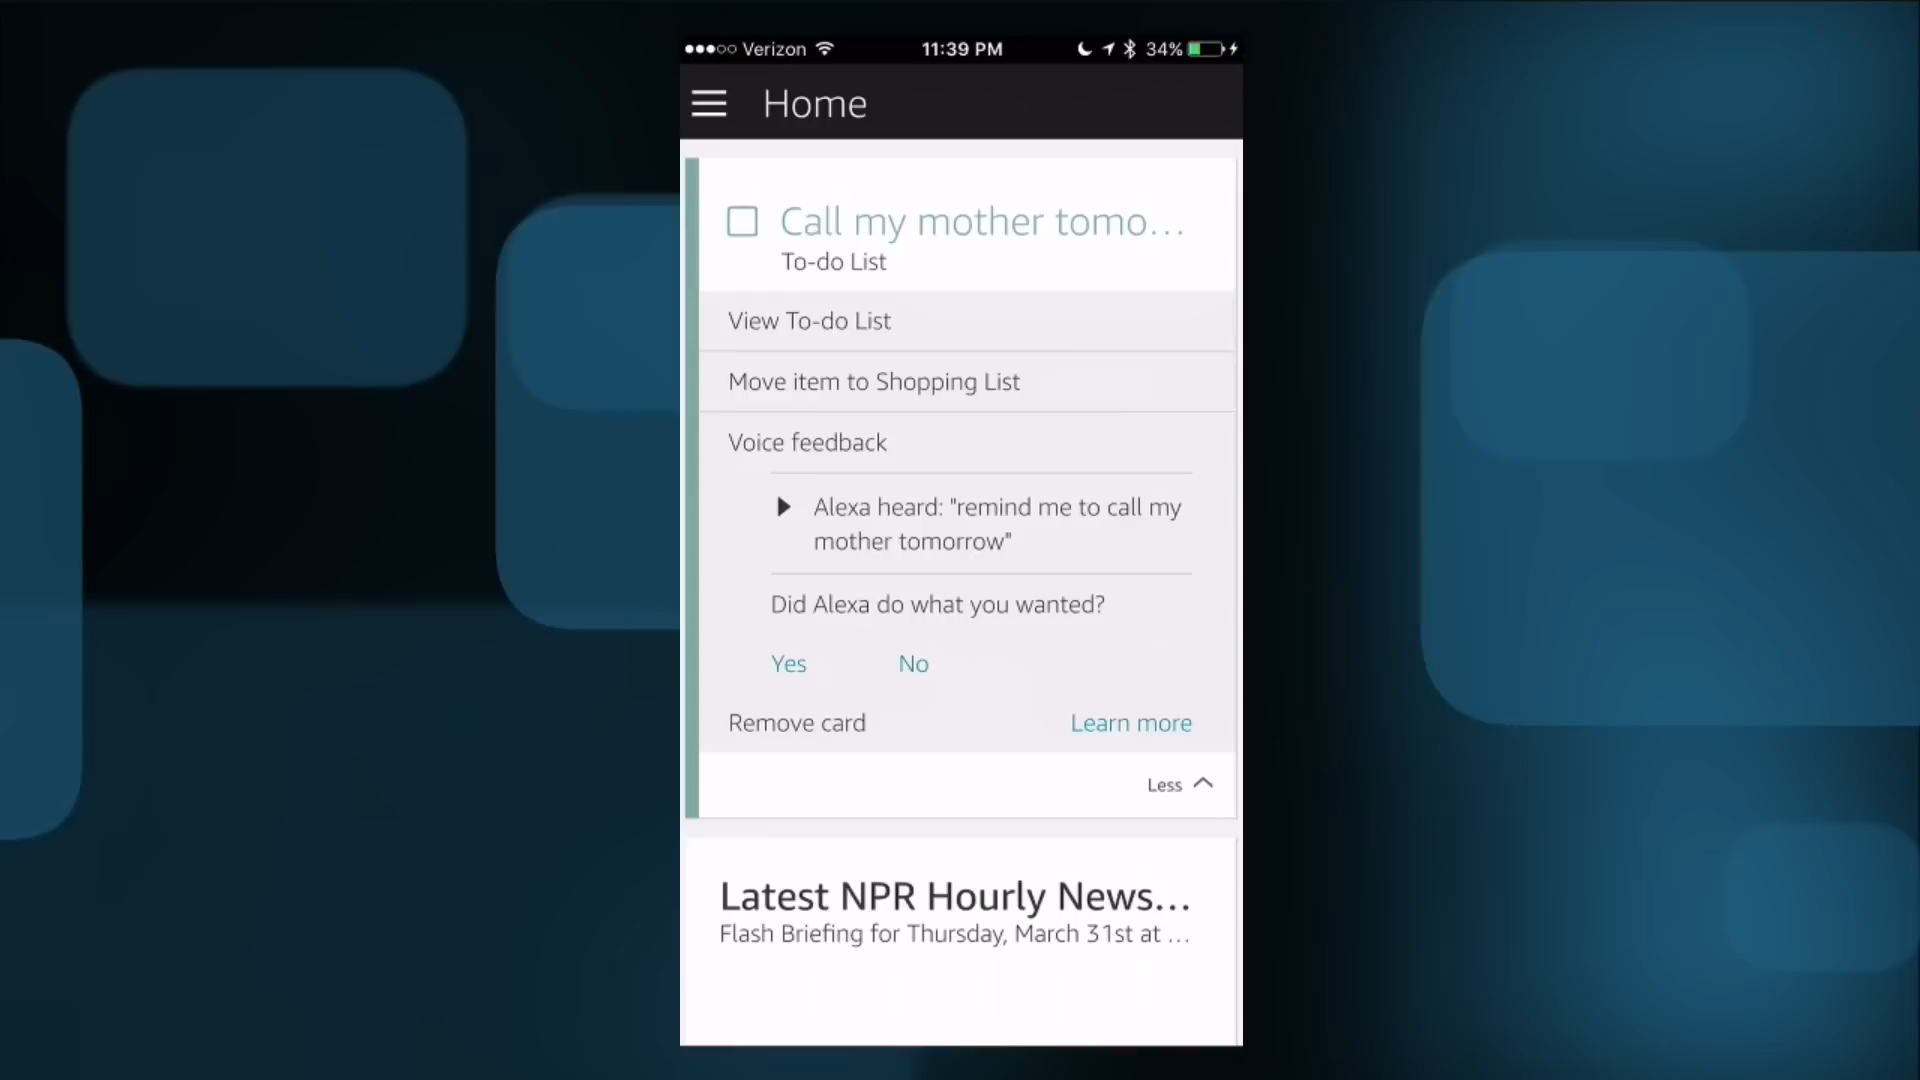 Verizon 11:39 PM 34%
Home
Call my mother tomo...
To-do List
View To-do List
Move item to Shopping List
Voice feedback
Alexa heard: "remind me to call my
mother tomorrow"
Did Alexa do what you wanted?
Yes No
Remove card Learn more
Less
Latest NPR Hourly News...
Flash Briefing for Thursday, March 31st at ...